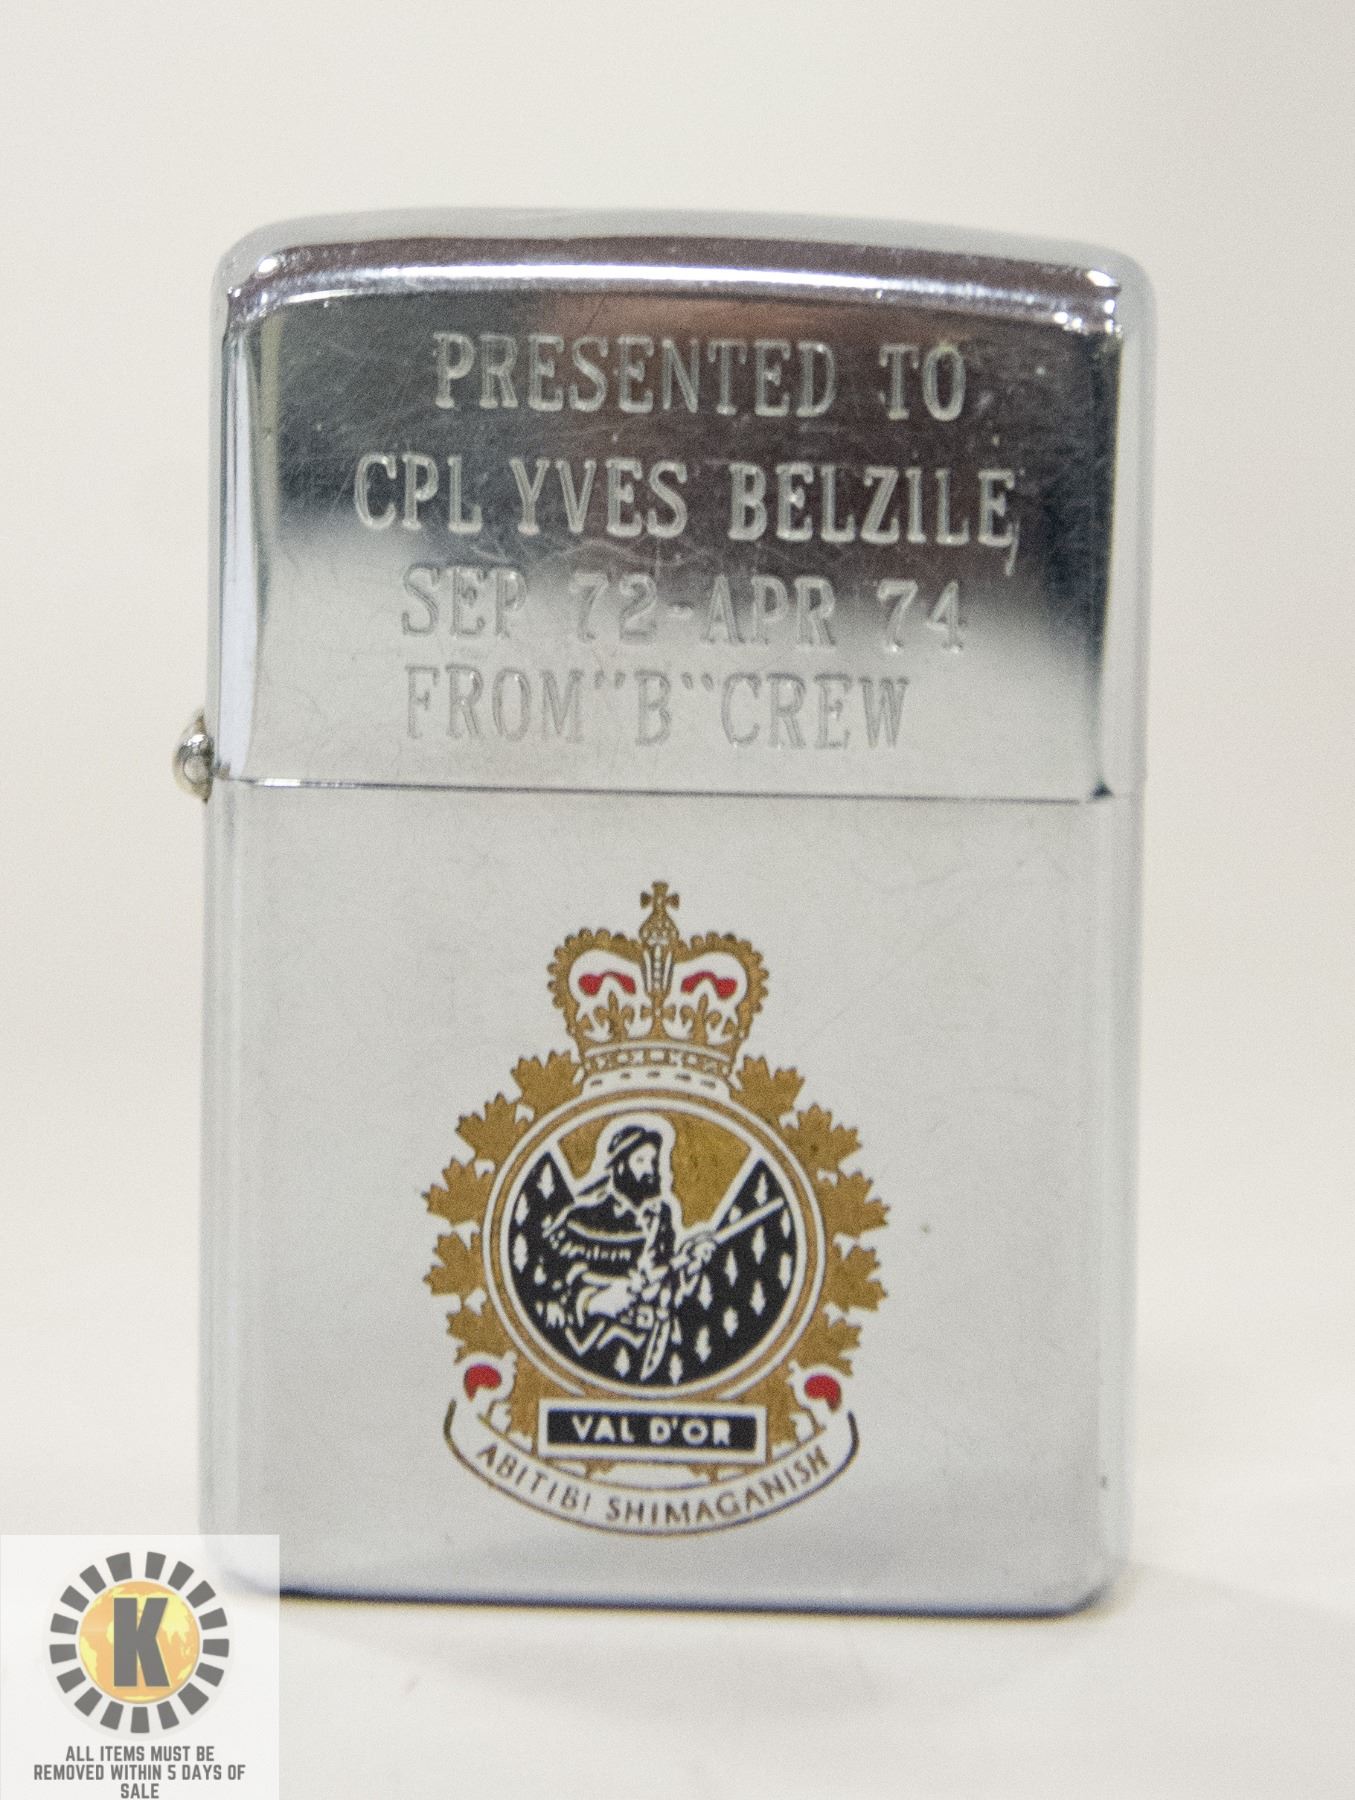 PRESENTED TO
CPL YVES BELZILE,
SEP 72-APR 74
FROM "B" CREW
VAL D'OR
ABITIBI SHIMAGANISH
K
ALL ITEMS MUST BE
REMOVED WITHIN 5 DAYS OF
SALE